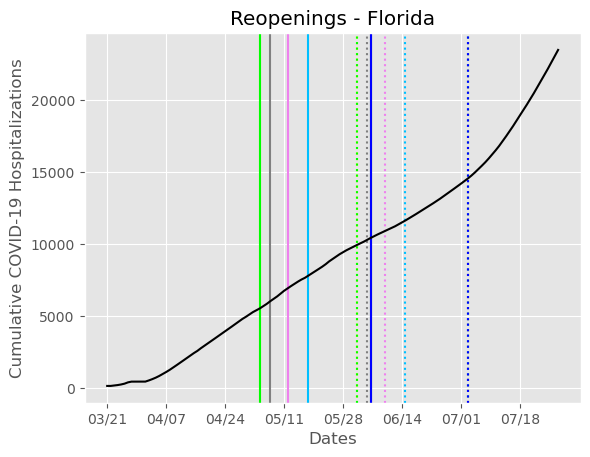 Reopenings - Florida
Cumulative COVID-19 Hospitalizations
20000
15000
10000
5000
0
03/21 04/07 04/24 05/11 05/28 06/14 07/01 07/18
Dates